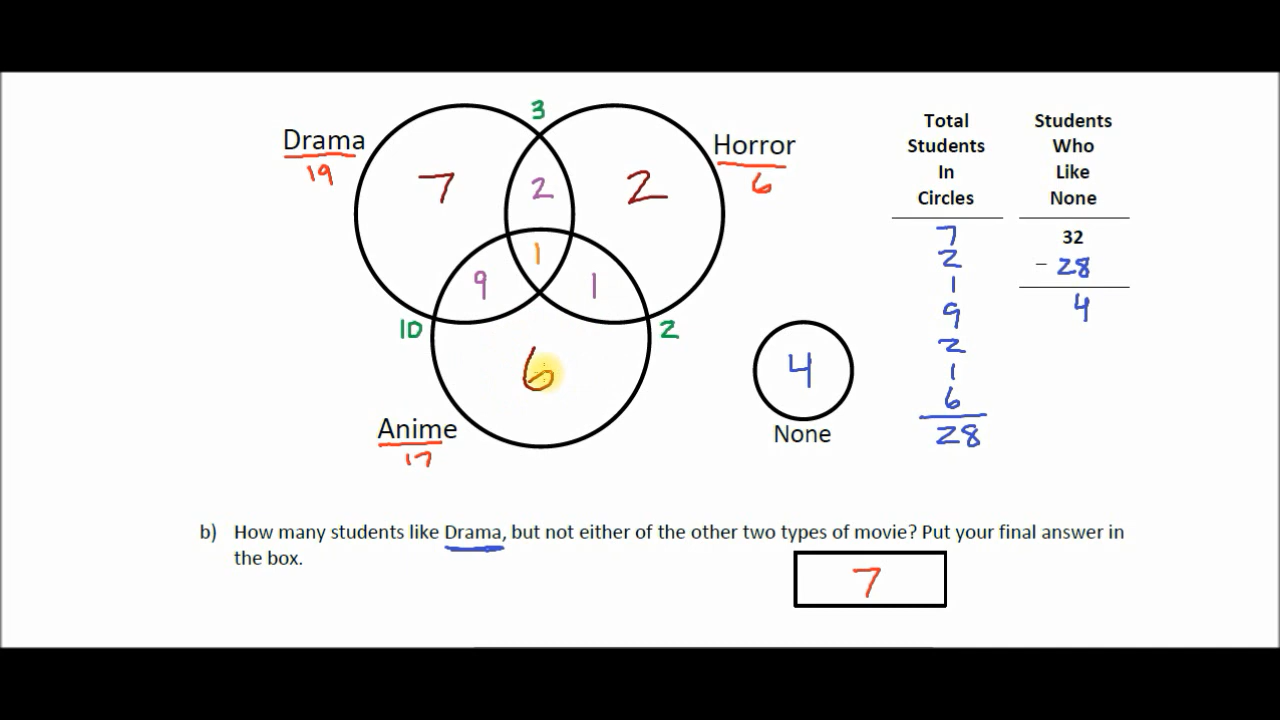 3
Drama
19
Horror
6
7
2
2
1
9
1
10
2
6
Anime
17
4
None
Total
Students
In
Circles
7
2
1
9
2
1
6
28
Students
Who
Like
None
32
- 28
4
b) How many students like Drama, but not either of the other two types of movie? Put your final answer in
the box.
7